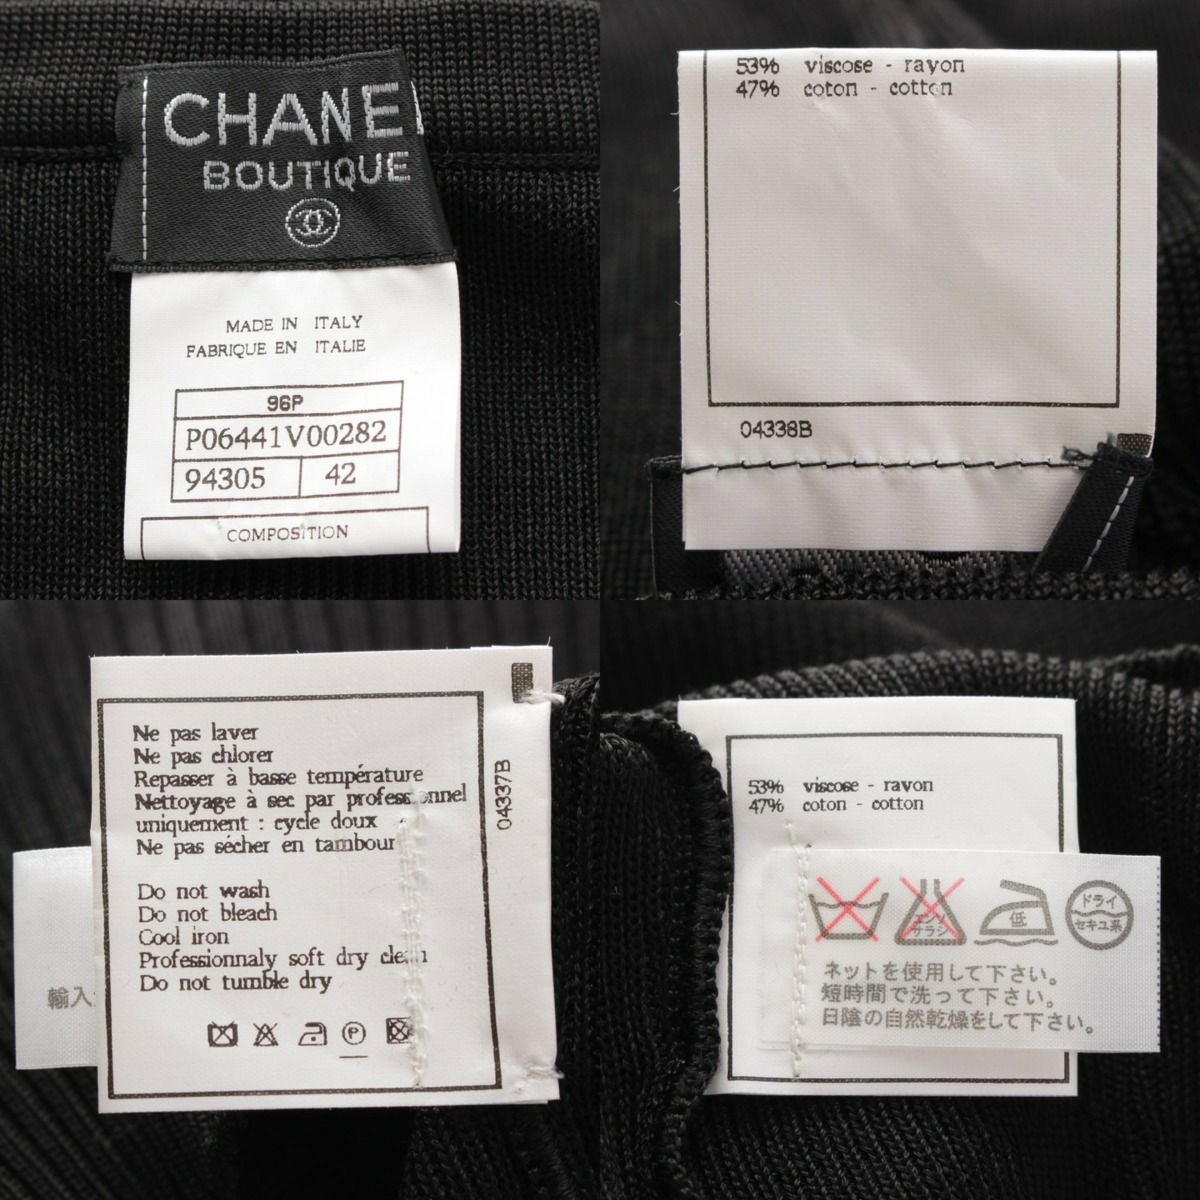 CHANE
BOUTIQUE
MADE IN ITALY
FABRIQUE EN ITALIE
96P
P06441V00282
94305 42
COMPOSITION
53% viscose - rayon
47% coton - cotton
04338B
Ne pas laver
Ne pas chlorer
Repasser à basse température
Nettoyage à sec par
uniquement : cycle doux
Ne pas sécher en tambour
Do not wash
Do not bleach
Cool iron
Professionnaly soft dry
Do not tumble dry
P
04337B
輸入
53% viscose - rayon
47% coton - cotton
エンソ
サラシ
低
ドライ
セキユ系
ネットを使用して下さい。
短時間で洗って下さい。
日陰の自然乾燥をして下さい。